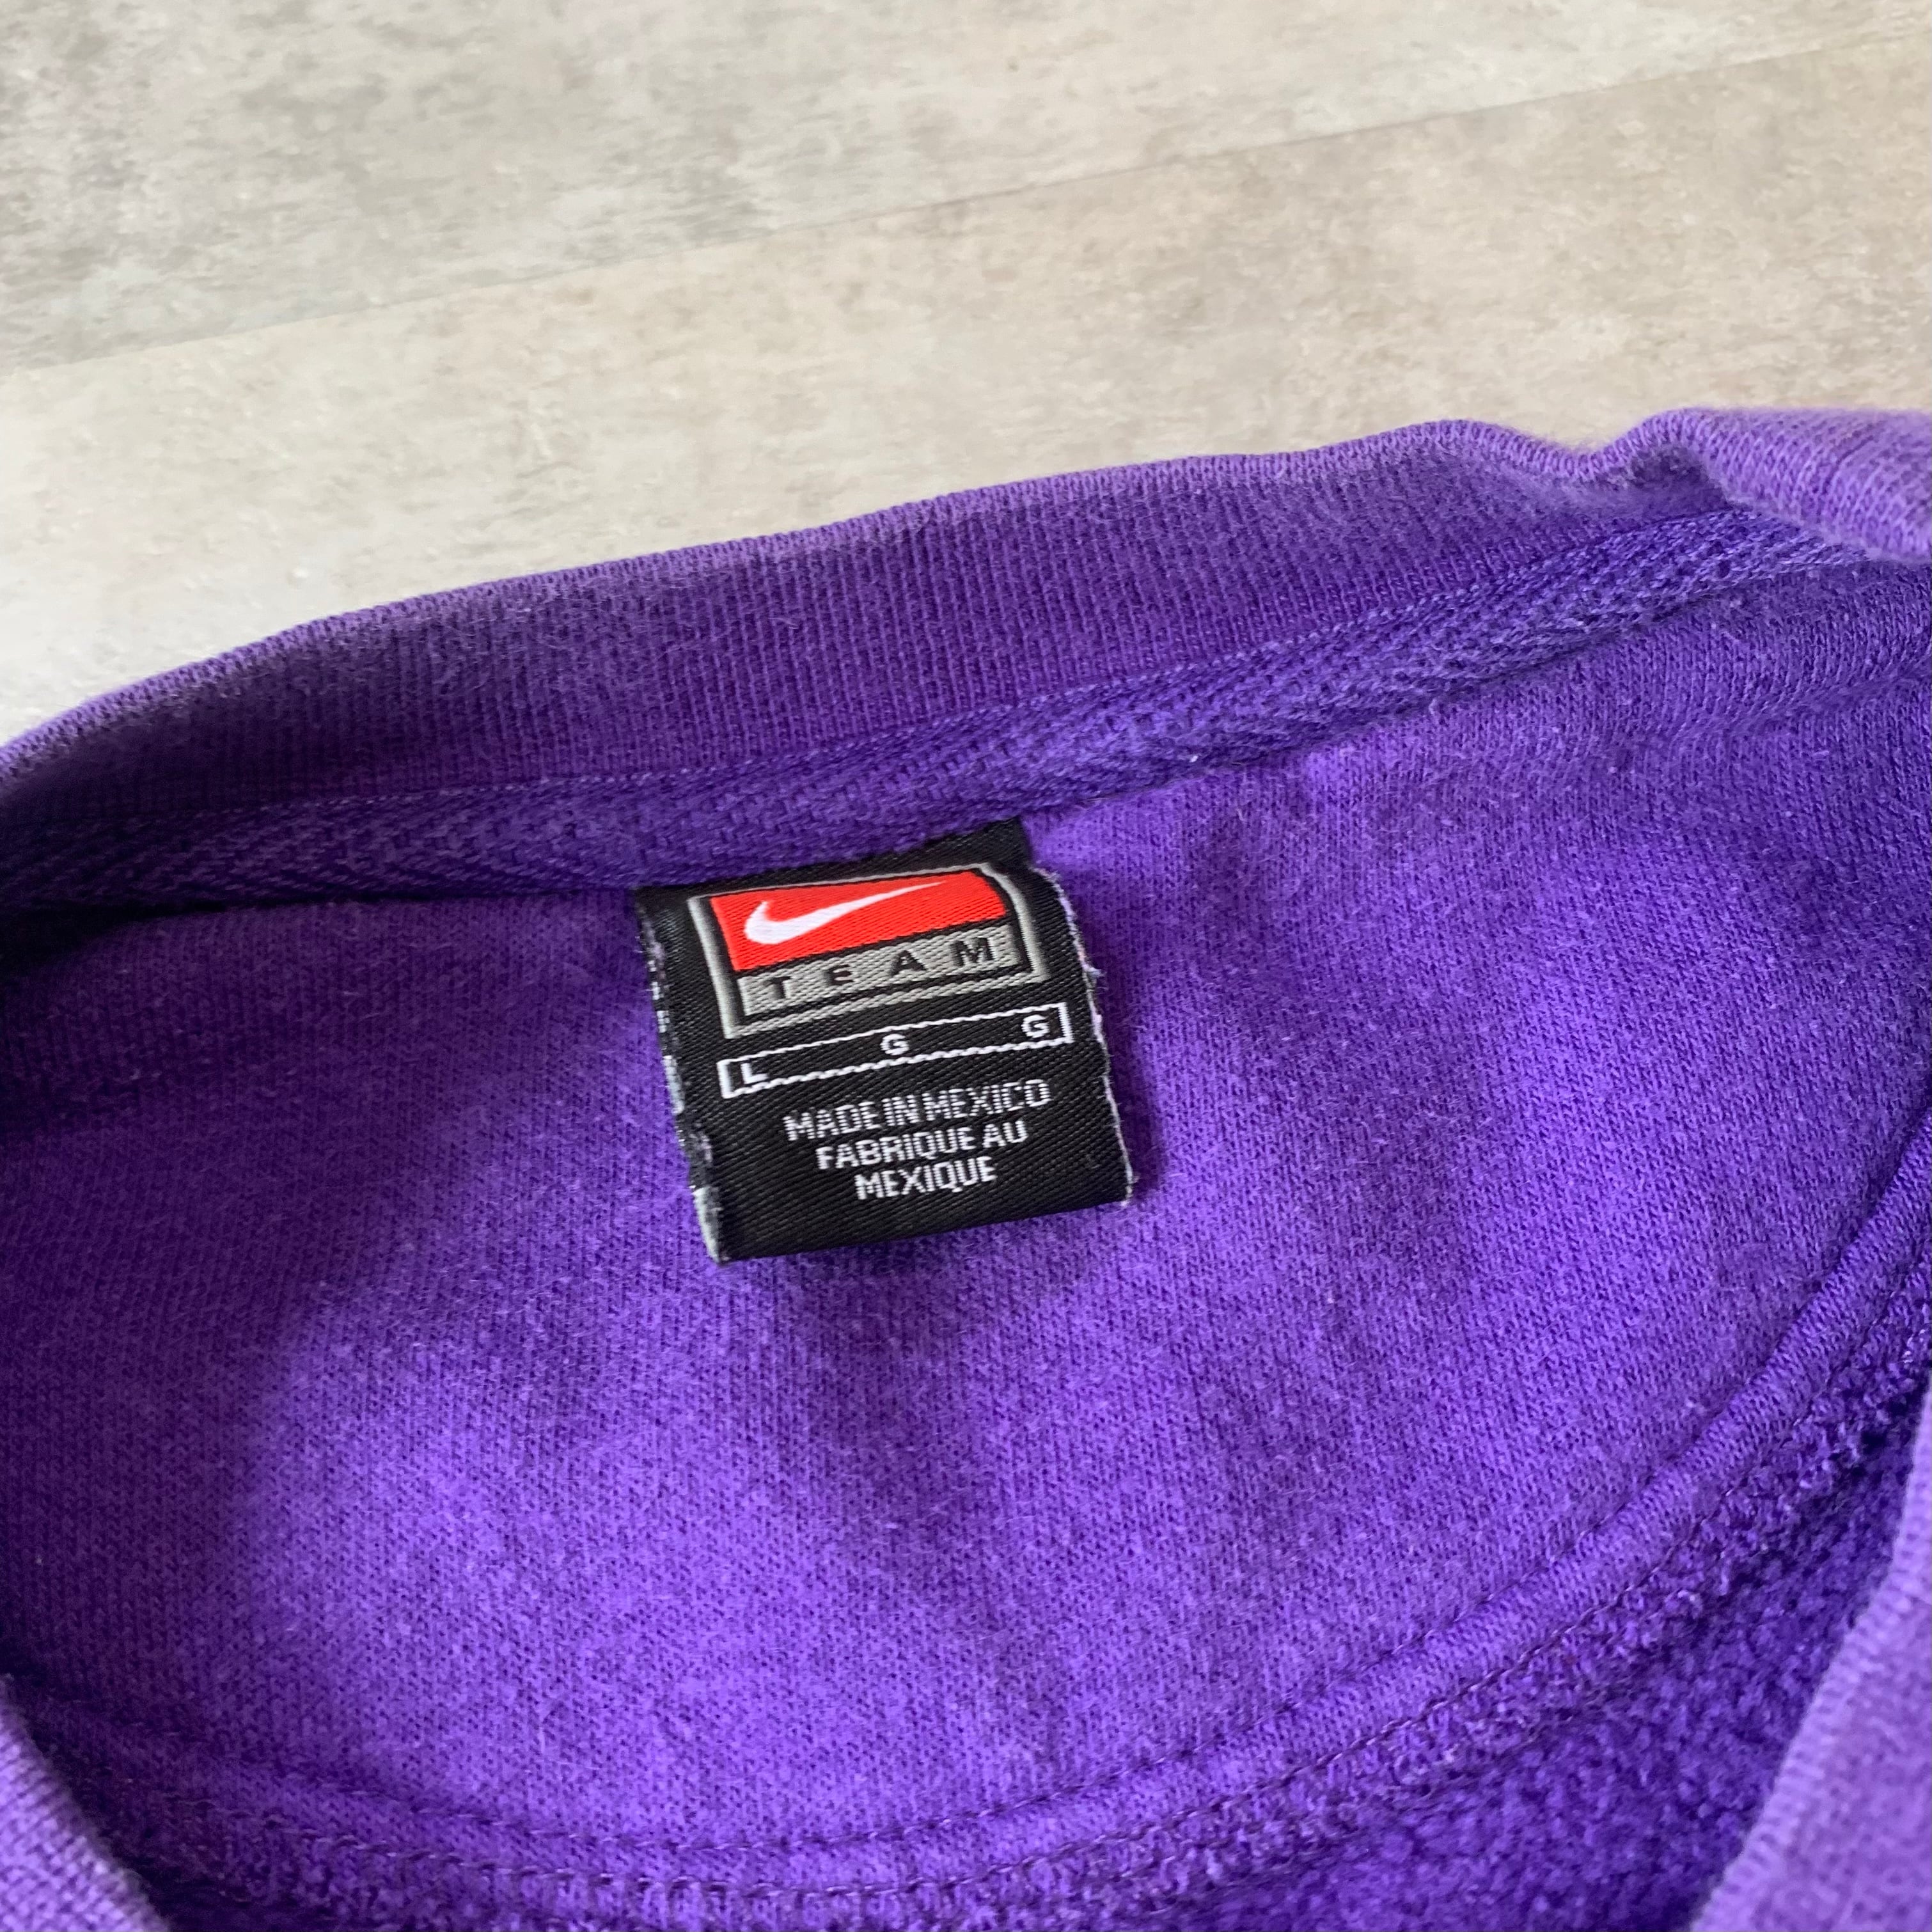 TEAM
L G G
MADE IN MEXICO
FABRIQUE AU
MEXIQUE